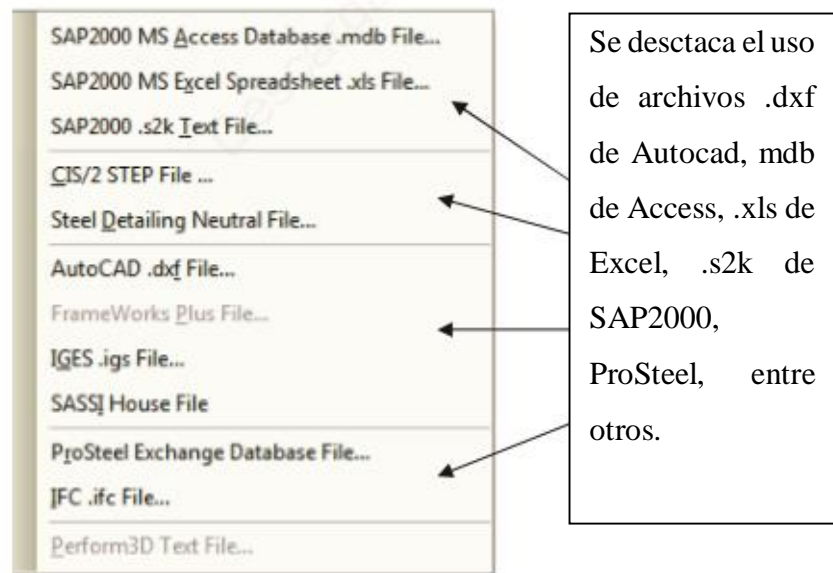 SAP2000 MS Access Database .mdb File...
SAP2000 MS Excel Spreadsheet .xls File...
SAP2000 .s2k Text File...
CIS/2 STEP File ...
Steel Detailing Neutral File...
AutoCAD .dxf File...
FrameWorks Plus File...
IGES .igs File...
SASSI House File
ProSteel Exchange Database File...
IFC .ifc File...
Perform3D Text File...
Se desctaca el uso
de archivos .dxf
de Autocad, mdb
de Access, .xls de
Excel, .s2k de
SAP2000,
ProSteel, entre
otros.